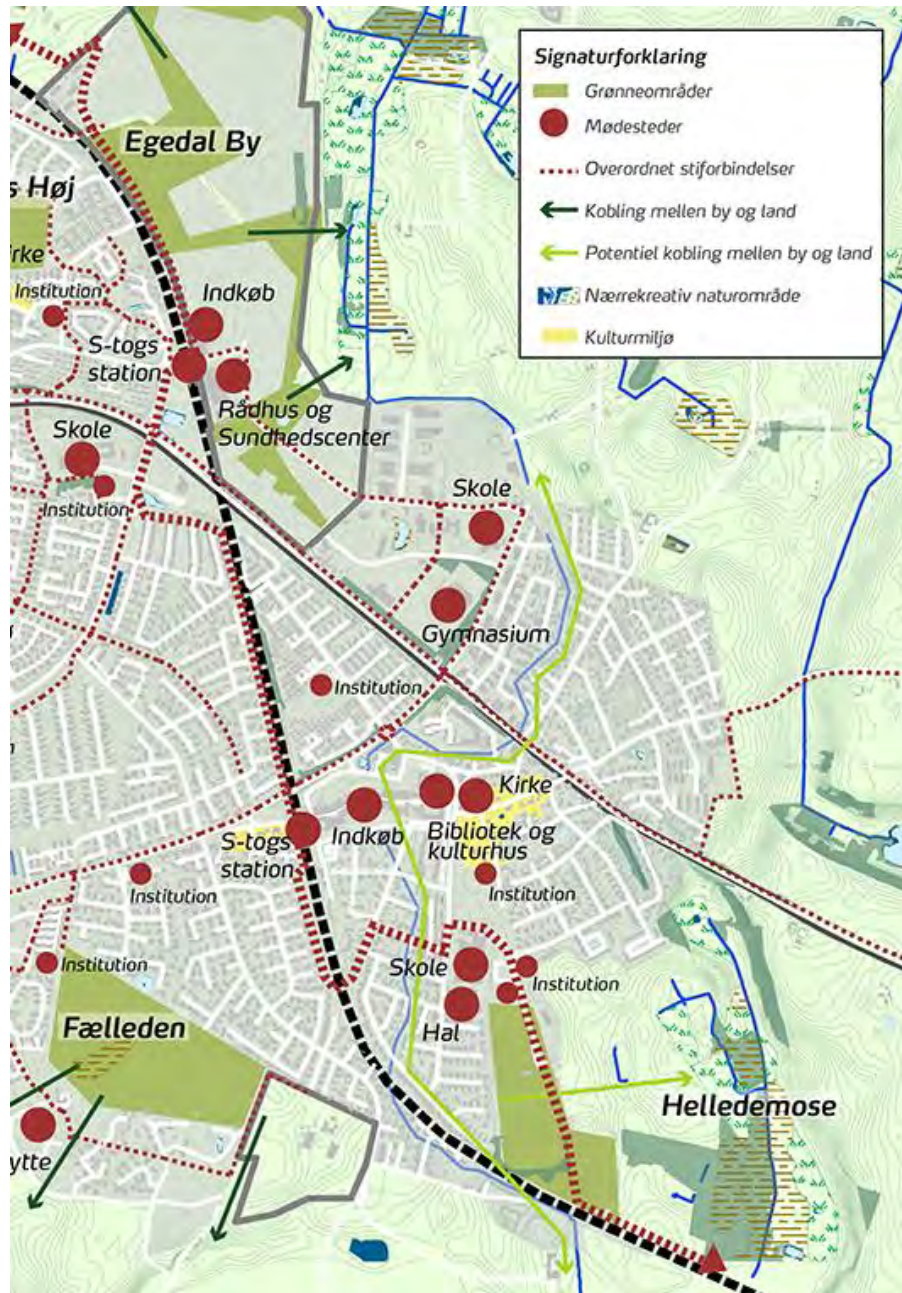 Signaturforklaring
Grønneområder
Mødesteder
Overordnet stiforbindelser
Kobling mellen by og land
Potentiel kobling mellen by og land
Nærrekreativ naturområde
Kulturmiljø
Egedal By
s Høj
irke
Institution
Indkøb
S-togs
station
Rådhus og
Sundhedscenter
Skole
Institution
Skole
Gymnasium
Institution
Kirke
Indkøb
Bibliotek og
kulturhus
S-togs
station
Institution
Institution
Skole
Institution
Institution
Hal
Fælleden
Helledemose
ytte